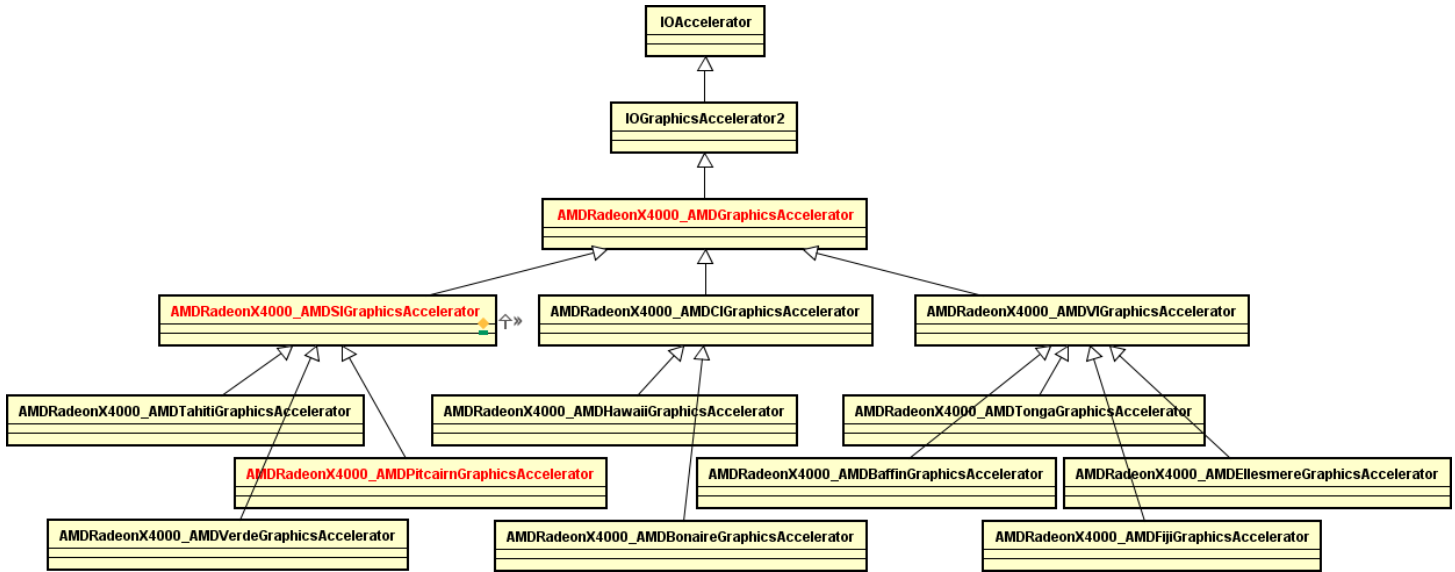 IOAccelerator
IOGraphicsAccelerator2
AMDRadeonX4000_AMDGraphicsAccelerator
AMDRadeonX4000_AMDSIGraphicsAccelerator
AMDRadeonX4000_AMDCIGraphicsAccelerator
AMDRadeonX4000_AMDVIGraphicsAccelerator
AMDRadeonX4000_AMDTahitiGraphicsAccelerator
AMDRadeonX4000_AMDHawaiiGraphicsAccelerator
AMDRadeonX4000_AMDTongaGraphicsAccelerator
AMDRadeonX4000_AMDPitcairnGraphicsAccelerator
AMDRadeonX4000_AMDBaffinGraphicsAccelerator
AMDRadeonX4000_AMDEllesmereGraphicsAccelerator
AMDRadeonX4000_AMDVerdeGraphicsAccelerator
AMDRadeonX4000_AMDBonaireGraphicsAccelerator
AMDRadeonX4000_AMDFijiGraphicsAccelerator